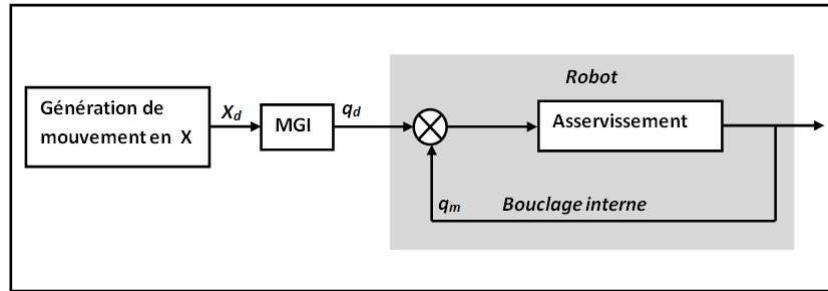 Robot
Génération de
mouvement en X
X_d
MGI
q_d
Asservissement
q_m
Bouclage interne